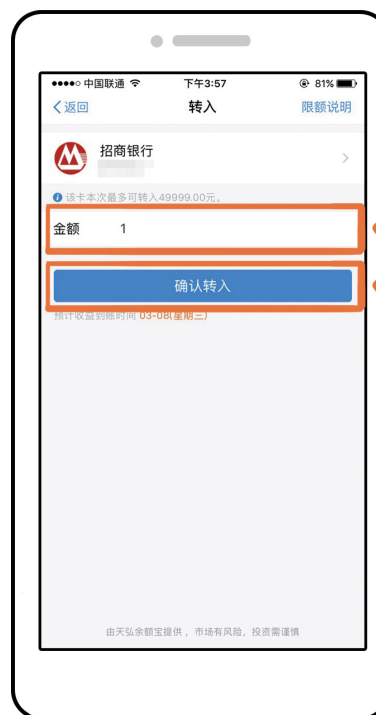 中国联通 下午3:57 81%
返回 转入 限额说明
招商银行
该卡本次最多可转入49999.00元。
金额 1
确认转入
预计收益到账时间 03-08(星期三)
由天弘余额宝提供，市场有风险，投资需谨慎